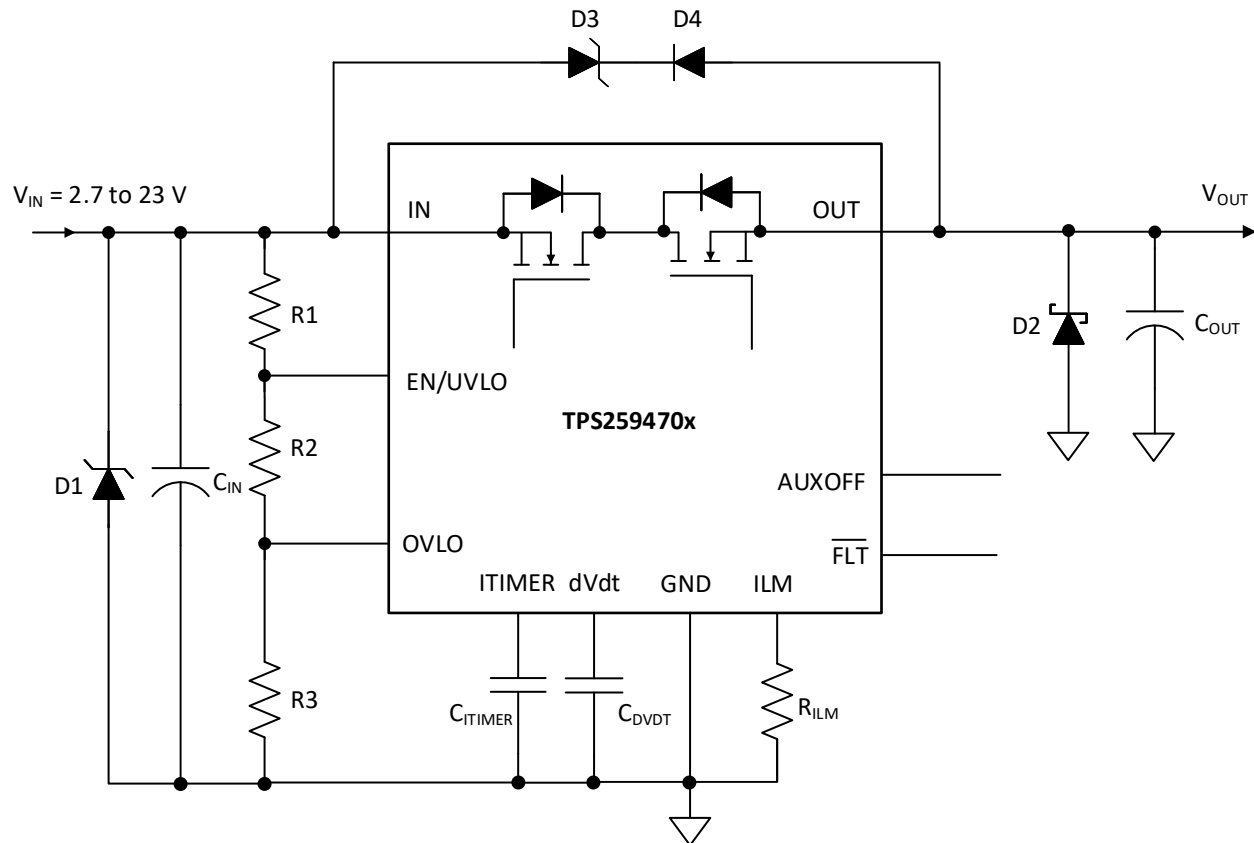 D3
D4
V_IN = 2.7 to 23 V
IN
OUT
V_OUT
R1
D2
C_OUT
EN/UVLO
TPS259470x
R2
D1
C_IN
AUXOFF
OVLO
FLT
ITIMER
dVdt
GND
ILM
R3
C_ITIMER
C_DVDT
R_ILM